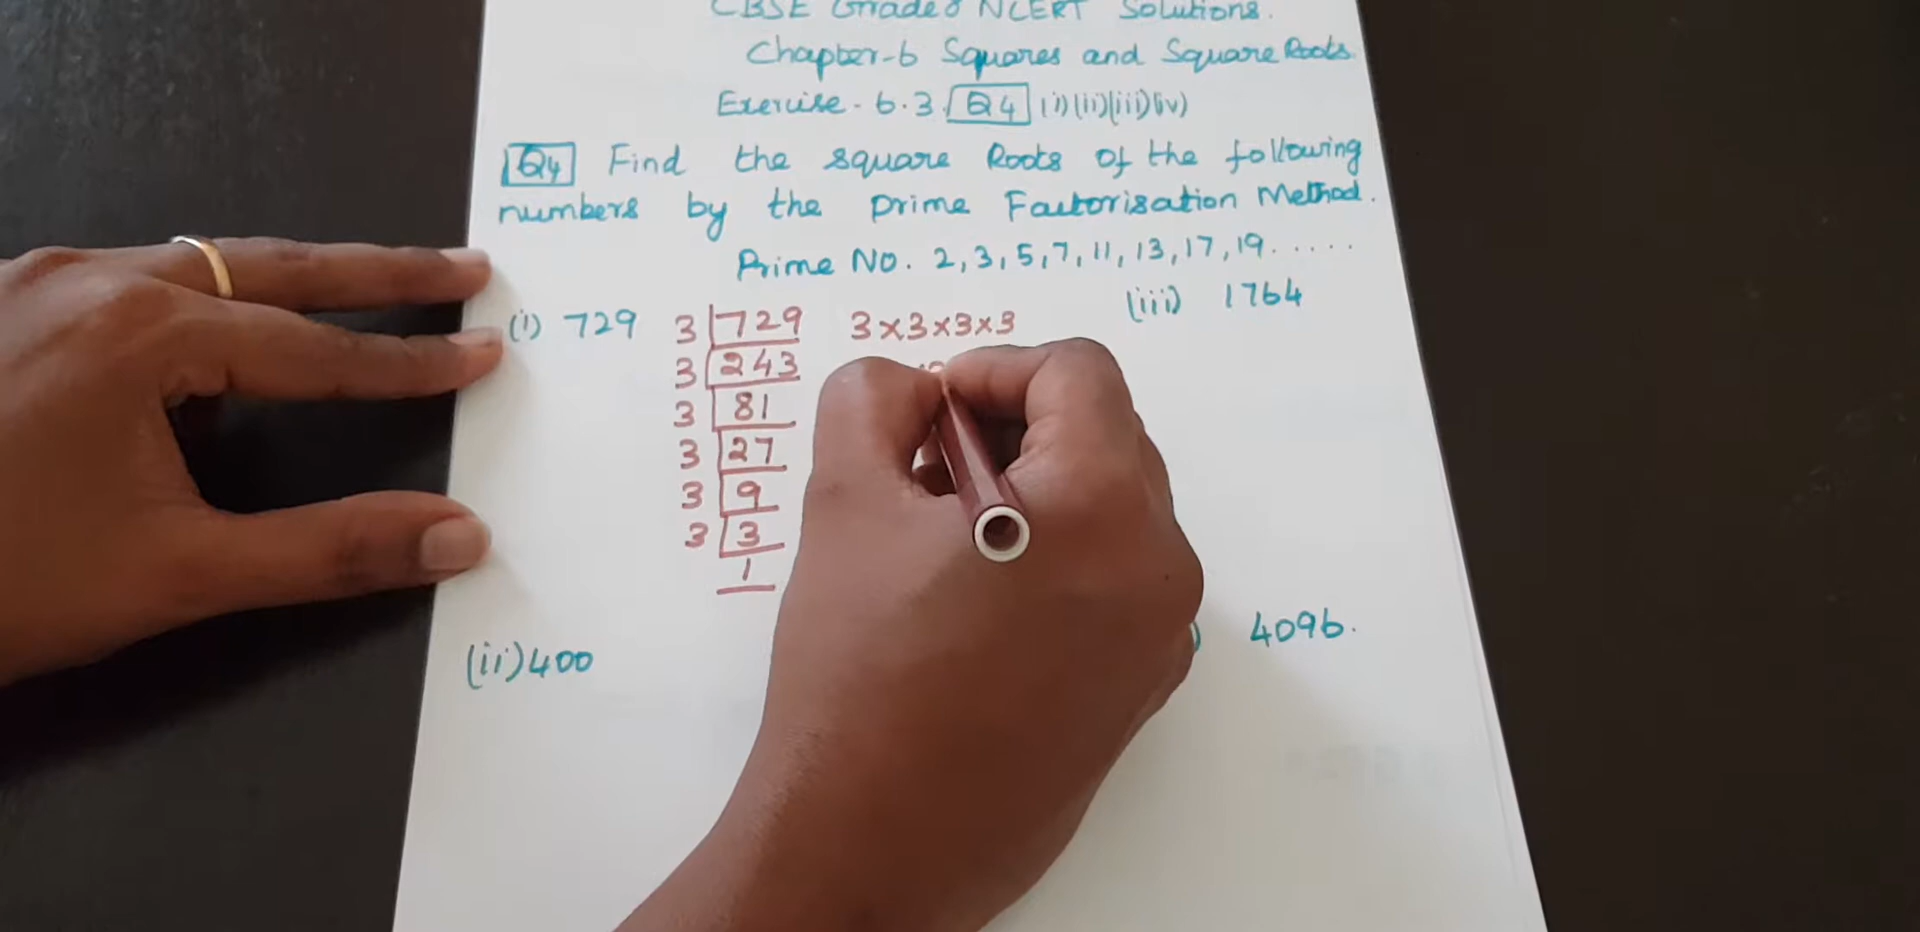 CBSE Grade 8 NCERT Solutions.
Chapter-6 Squares and Square Roots.
Exercise - 6.3. Q4 (i)(ii)(iii)(iv)
Q4 Find the square Roots of the following
numbers by the prime Factorisation Method.
Prime No. 2, 3, 5, 7, 11, 13, 17, 19. . . . . .
(i) 729
3 729
3 243
3 81
3 27
3 9
3 3
1
3×3×3×3
(iii) 1764
(ii) 400
) 4096.